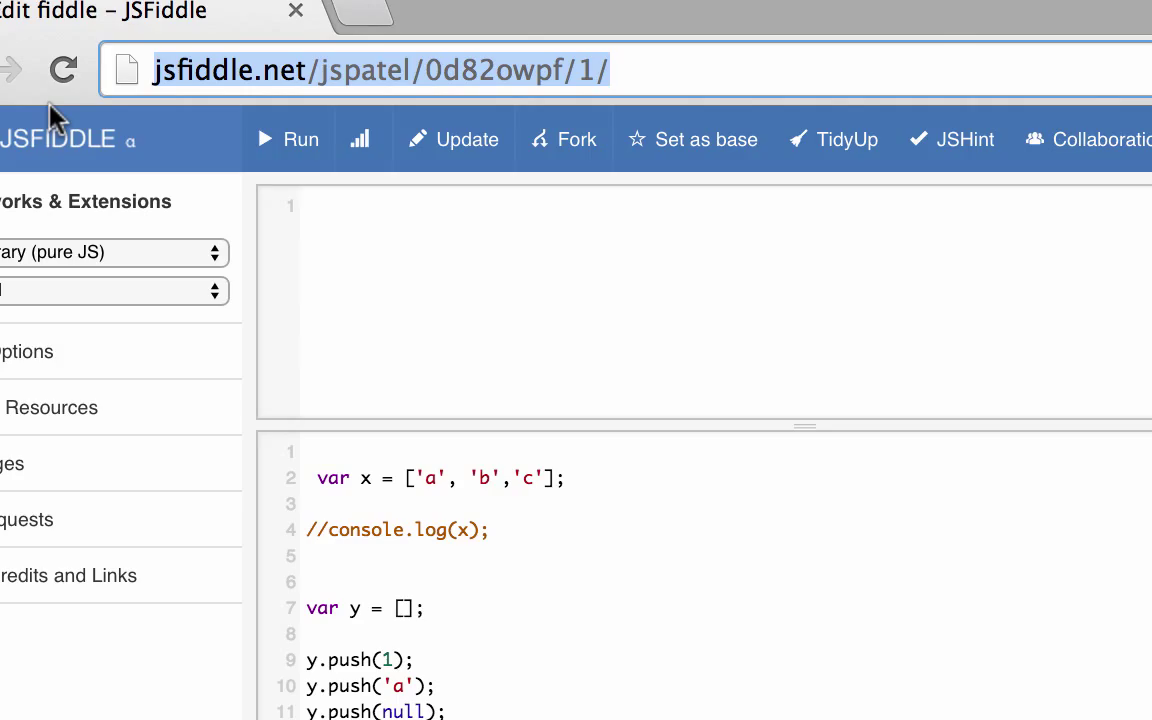 dit fiddle – JSFiddle
jsfiddle.net/jspatel/0d82owpf/1/
JSFIDDLE α
Run
Update
Fork
Set as base
TidyUp
JSHint
Collaboratio
orks & Extensions
rary (pure JS)
ptions
Resources
ges
quests
redits and Links
1
1
2 var x = ['a', 'b','c'];
3
4 //console.log(x);
5
6
7 var y = [];
8
9 y.push(1);
10 y.push('a');
11 y.push(null);